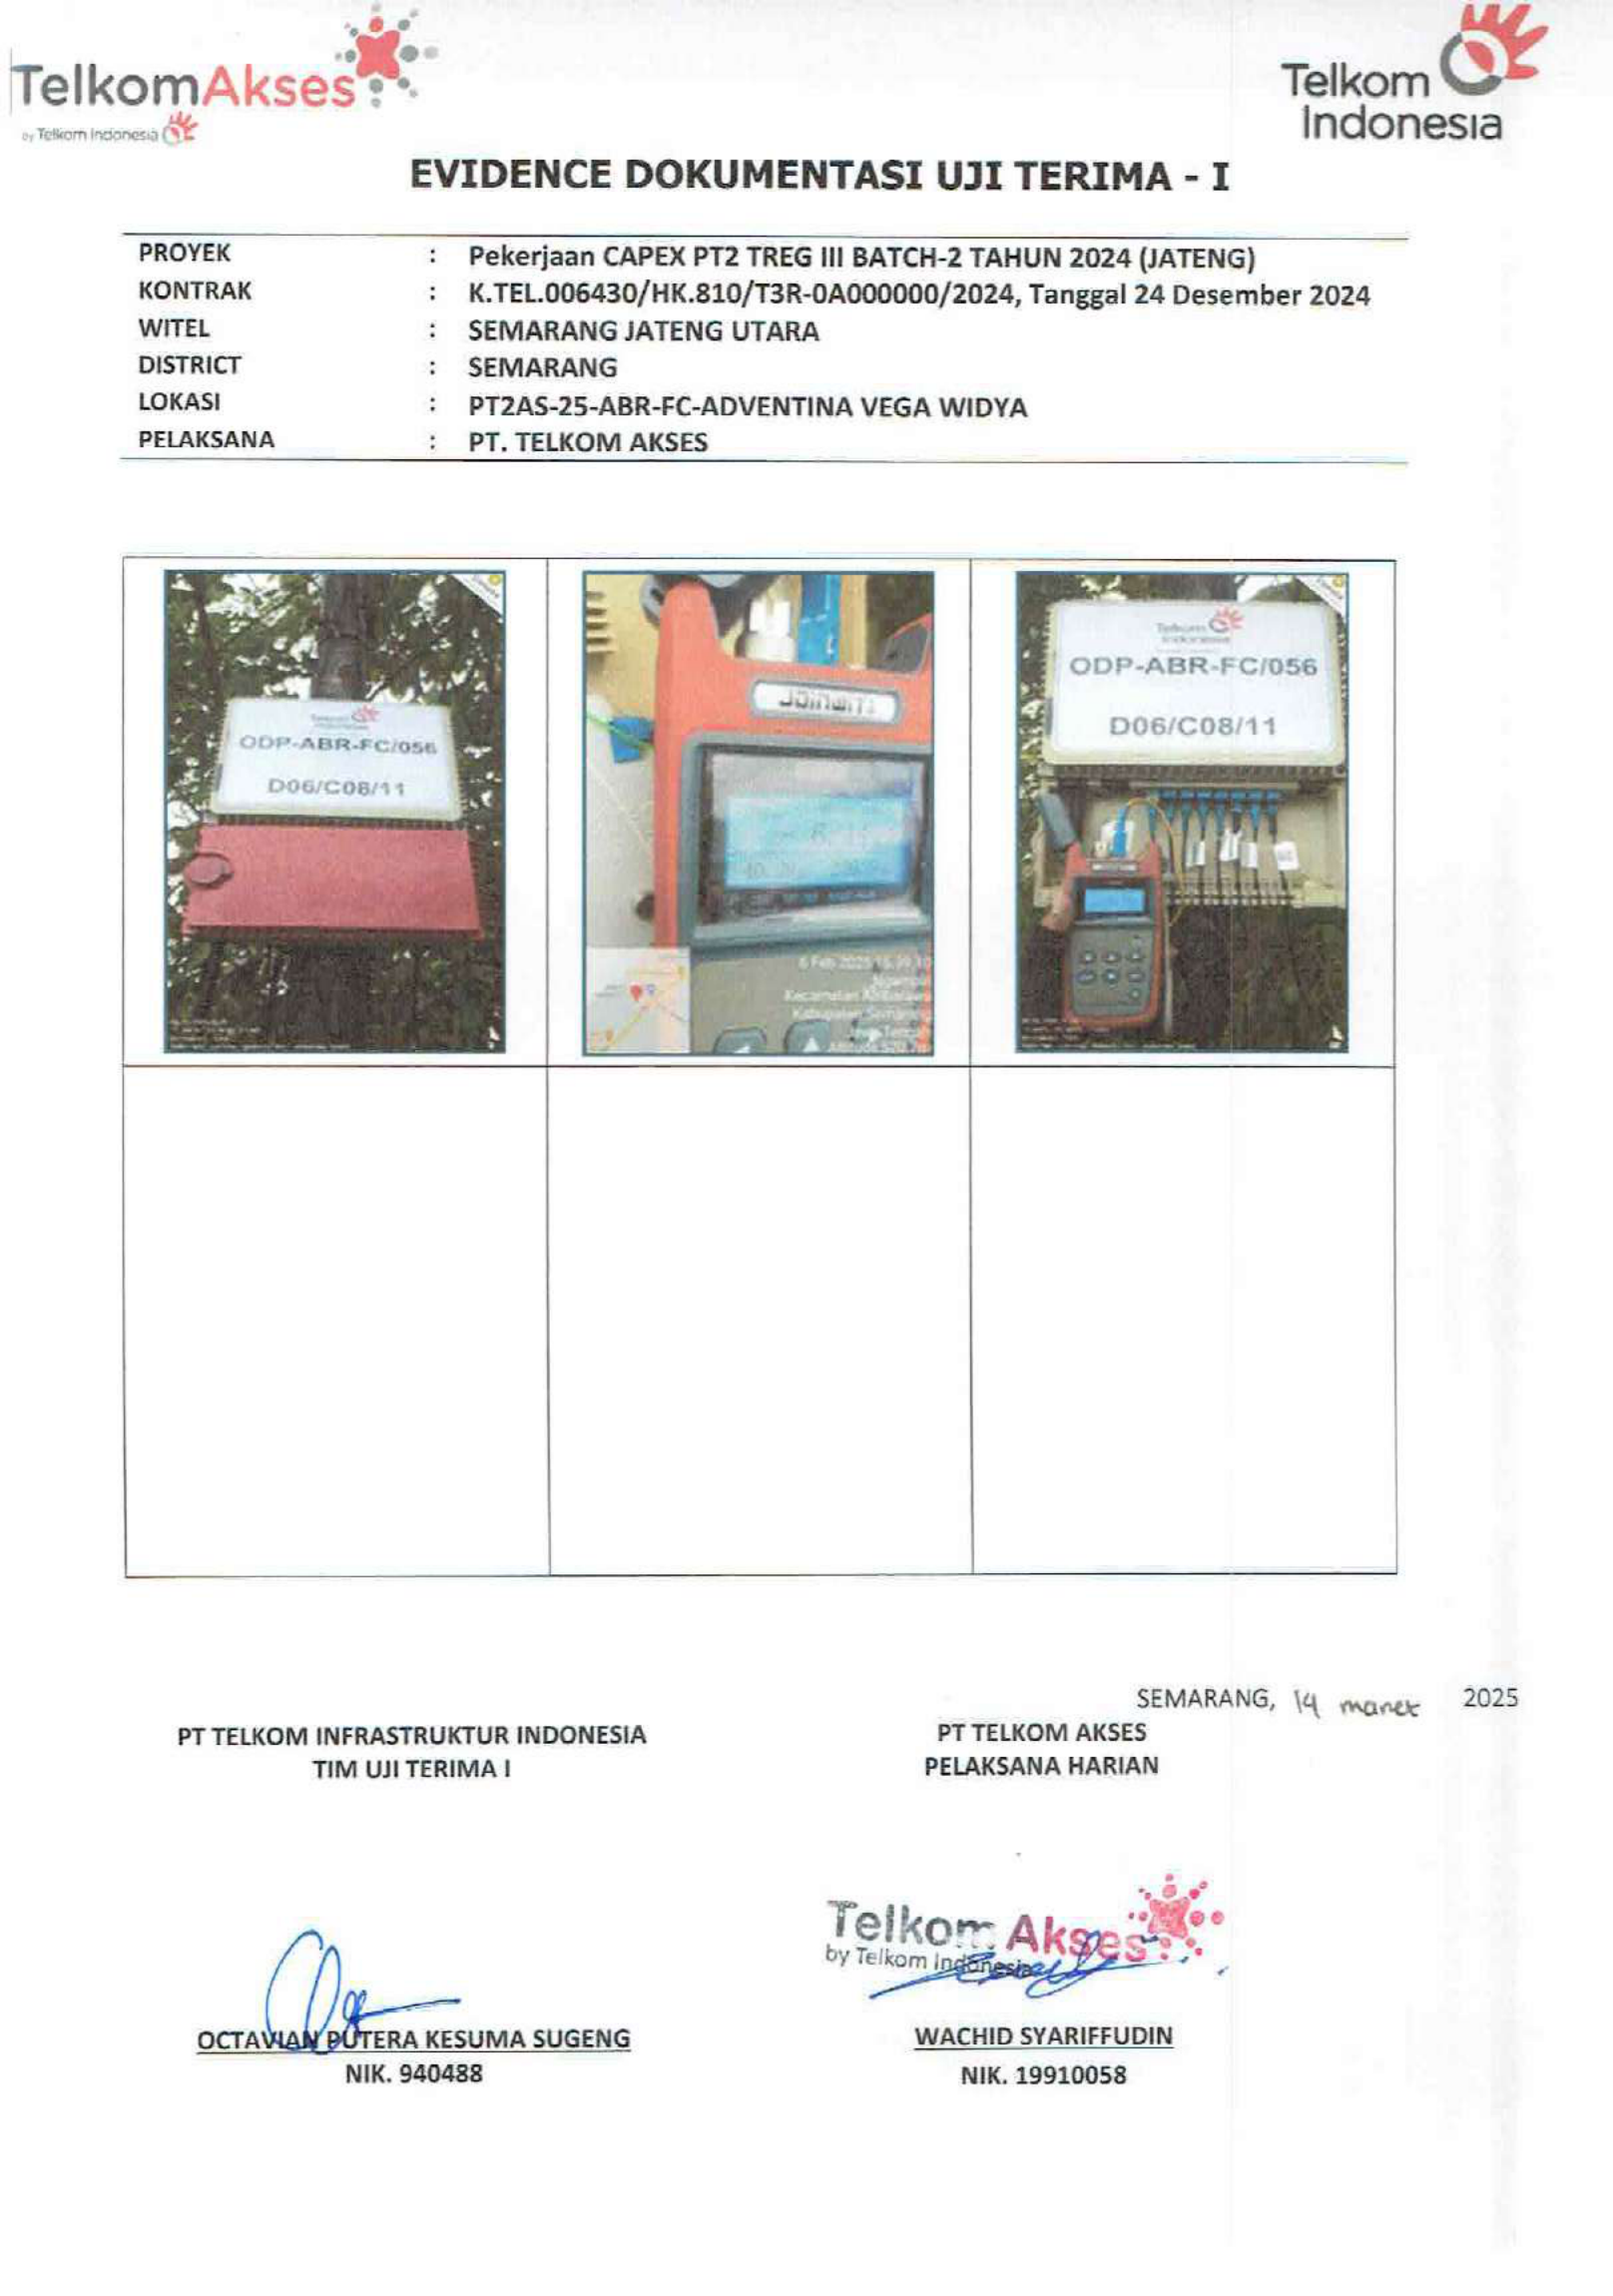 TelkomAkses
by Telkom Indonesia
Telkom
Indonesia
EVIDENCE DOKUMENTASI UJI TERIMA - I
PROYEK : Pekerjaan CAPEX PT2 TREG III BATCH-2 TAHUN 2024 (JATENG)
KONTRAK : K.TEL.006430/HK.810/T3R-0A000000/2024, Tanggal 24 Desember 2024
WITEL : SEMARANG JATENG UTARA
DISTRICT : SEMARANG
LOKASI : PT2AS-25-ABR-FC-ADVENTINA VEGA WIDYA
PELAKSANA : PT. TELKOM AKSES
Telkom
Indonesia
ODP-ABR-FC/056
D06/C08/11
Joinwit
6 Feb 2025
Kecamatan
Kabupaten
Telkom
Indonesia
ODP-ABR-FC/056
D06/C08/11
SEMARANG, 14 maret 2025
PT TELKOM INFRASTRUKTUR INDONESIA
TIM UJI TERIMA I
PT TELKOM AKSES
PELAKSANA HARIAN
Telkom Akses
by Telkom Indonesia
OCTAVIAN PUTERA KESUMA SUGENG
NIK. 940488
WACHID SYARIFFUDIN
NIK. 19910058